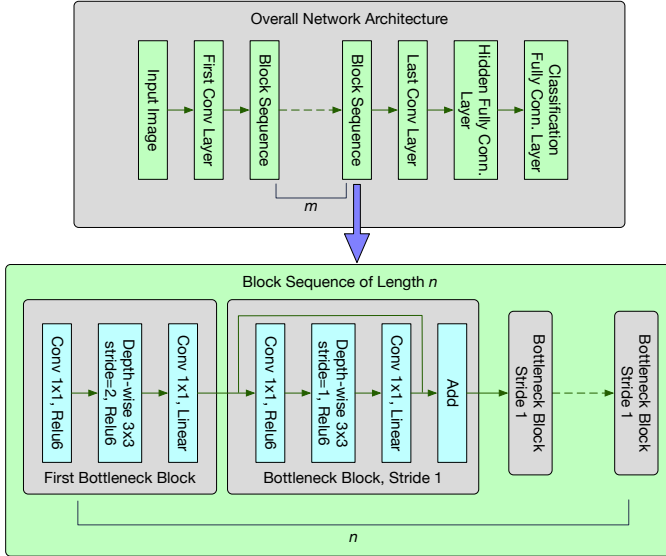 Overall Network Architecture
Input Image
First Conv Layer
Block Sequence
Block Sequence
Last Conv Layer
Hidden Fully Conn.
Layer
Classification
Fully Conn. Layer
m
Block Sequence of Length n
Conv 1x1, Relu6
Depth-wise 3x3
stride=2, Relu6
Conv 1x1, Linear
First Bottleneck Block
Conv 1x1, Relu6
Depth-wise 3x3
stride=1, Relu6
Conv 1x1, Linear
Add
Bottleneck Block, Stride 1
Bottleneck Block
Stride 1
Bottleneck Block
Stride 1
n